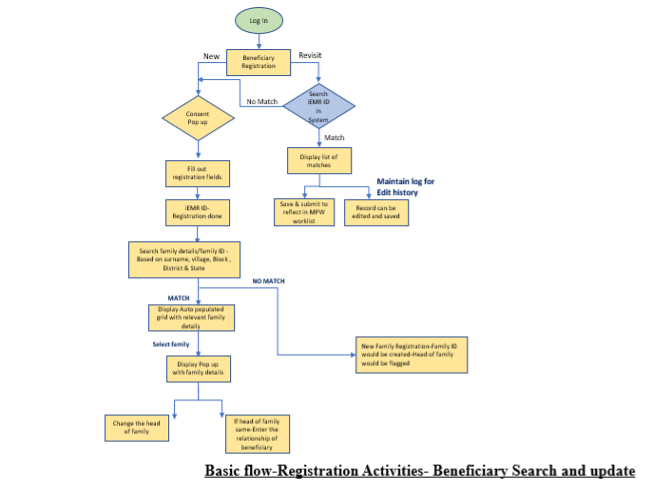 Log In
New
Beneficiary
Registration
Revisit
Search
iEMR ID
in
System
No Match
Consent
Pop up
Match
Display list of
matches
Fill out
registration fields
Maintain log for
Edit history
iEMR ID-
Registration done
Save & submit to
reflect in MPW
worklist
Record can be
edited and saved
Search family details/family ID -
Based on surname, village, Block ,
District & State
NO MATCH
MATCH
Display Auto populated
grid with relevant family
details
Select family
New Family Registration-Family ID
would be created-Head of family
would be flagged
Display Pop up
with family details
Change the head
of family
If head of family
same-Enter the
relationship of
beneficiary
Basic flow-Registration Activities- Beneficiary Search and update